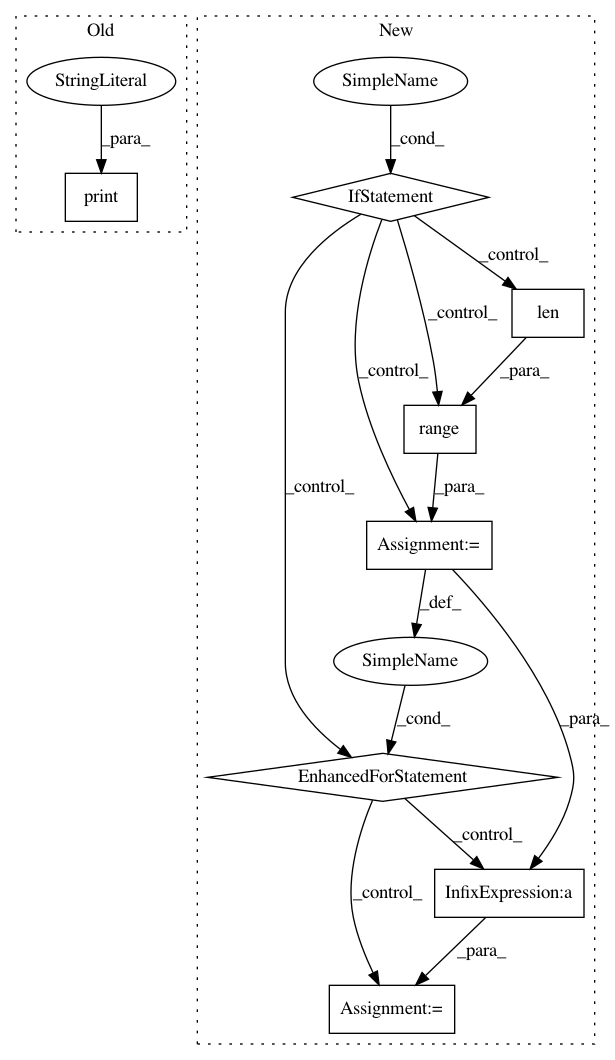 Old
New
StringLiteral
SimpleName
_para_
_cond_
print
IfStatement
_control_
len
_control_
_control_
_para_
range
_control_
_para_
Assignment:=
_def_
SimpleName
_cond_
_para_
EnhancedForStatement
_control_
_control_
InfixExpression:a
_para_
Assignment:=